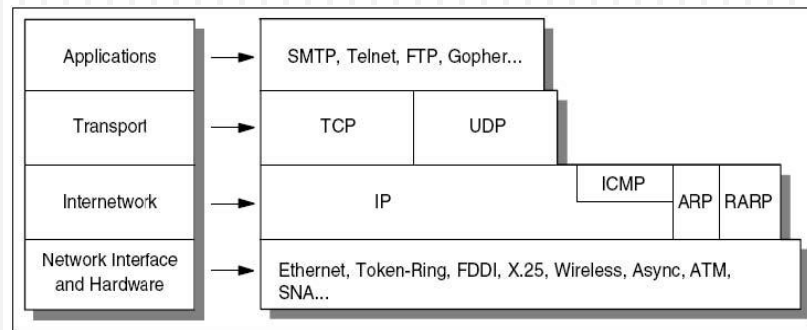 Applications
SMTP, Telnet, FTP, Gopher...
Transport
TCP
UDP
Internetwork
IP
ICMP
ARP
RARP
Network Interface
and Hardware
Ethernet, Token-Ring, FDDI, X.25, Wireless, Async, ATM,
SNA...